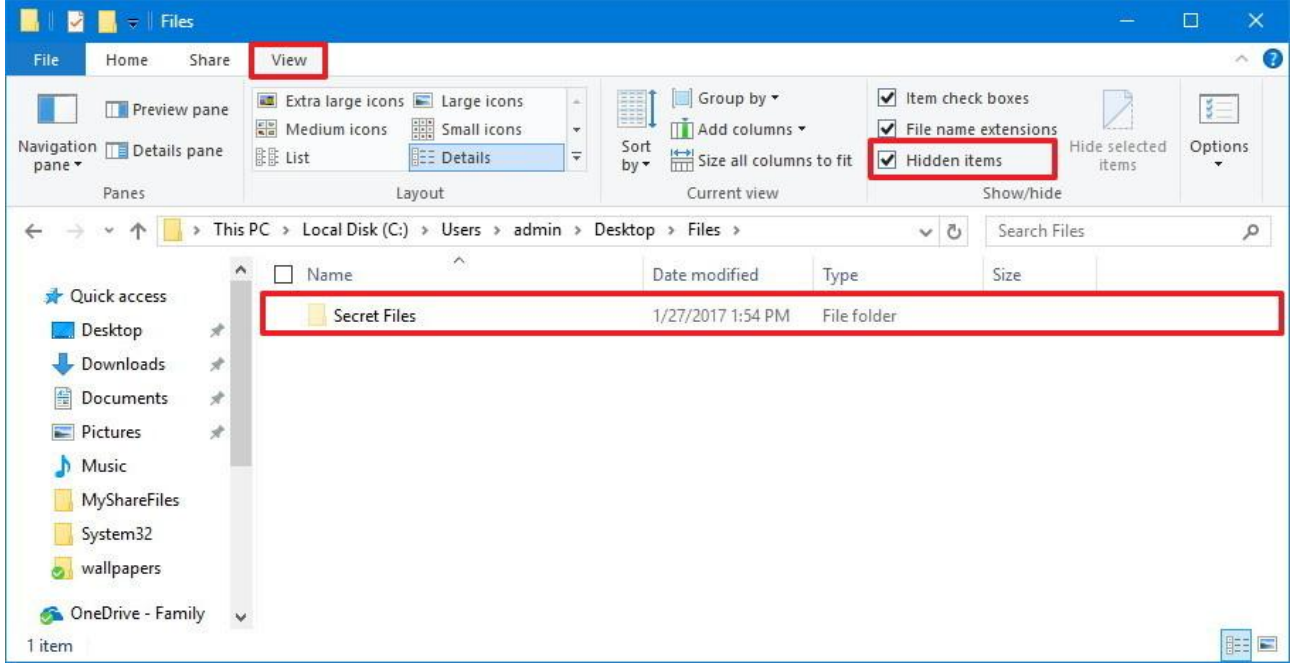 Files
File Home Share View
Preview pane
Details pane
Navigation pane
Panes
Extra large icons Large icons
Medium icons Small icons
List Details
Layout
Sort by
Group by
Add columns
Size all columns to fit
Current view
Item check boxes
File name extensions
Hidden items
Hide selected items
Show/hide
Options
This PC > Local Disk (C:) > Users > admin > Desktop > Files >
Search Files
Name Date modified Type Size
Secret Files 1/27/2017 1:54 PM File folder
Quick access
Desktop
Downloads
Documents
Pictures
Music
MyShareFiles
System32
wallpapers
OneDrive - Family
1 item